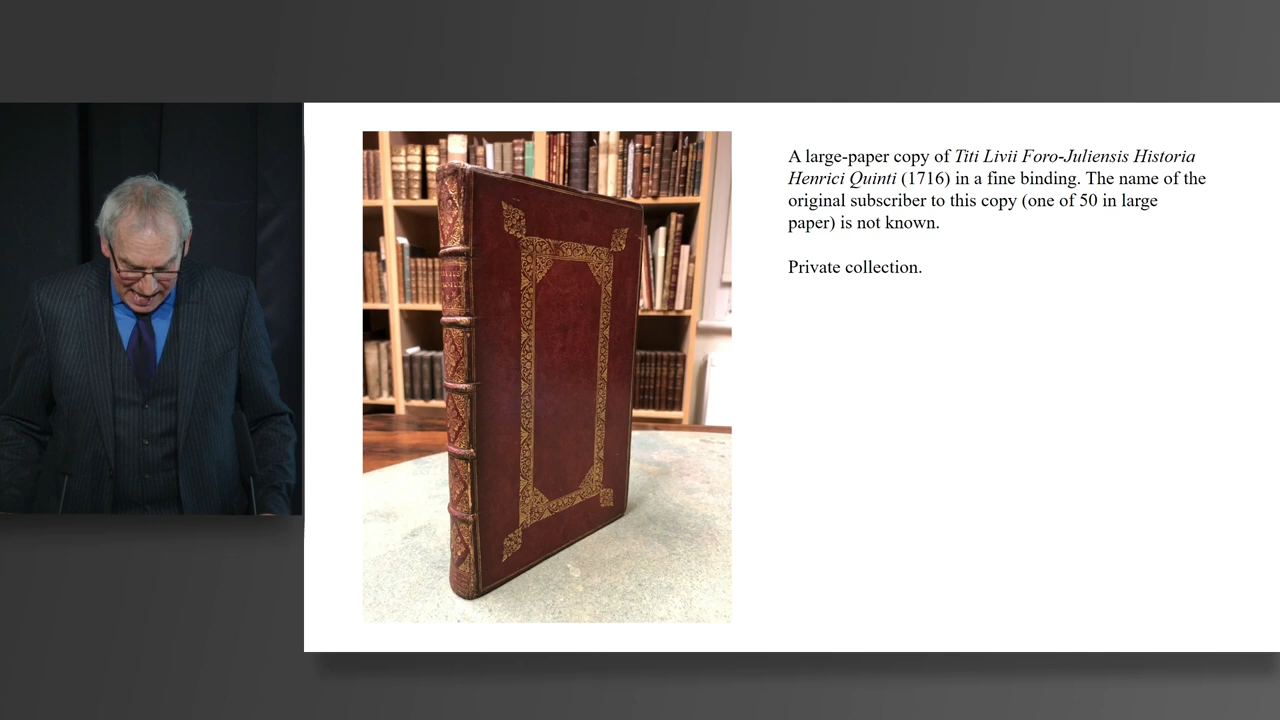 A large-paper copy of Titi Livii Foro-Juliensis Historia
Henrici Quinti (1716) in a fine binding. The name of the
original subscriber to this copy (one of 50 in large
paper) is not known.
Private collection.